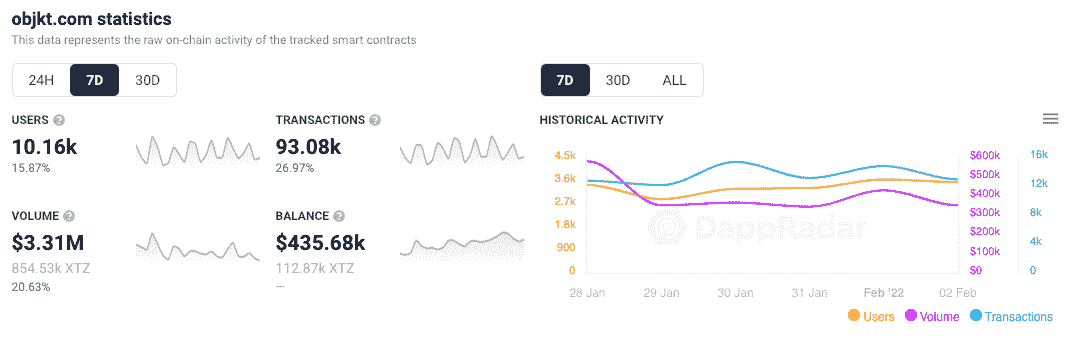 objkt.com statistics
This data represents the raw on-chain activity of the tracked smart contracts
24H 7D 30D
USERS ?
10.16k
15.87%
TRANSACTIONS ?
93.08k
26.97%
VOLUME ?
$3.31M
854.53k XTZ
20.63%
BALANCE ?
$435.68k
112.87k XTZ
—
7D 30D ALL
HISTORICAL ACTIVITY
4.5k
3.6k
2.7k
1.8k
900
0
$600k
$500k
$400k
$300k
$200k
$100k
$0
16k
12k
8k
4k
0
DappRadar
28 Jan 29 Jan 30 Jan 31 Jan Feb '22 02 Feb
Users Volume Transactions